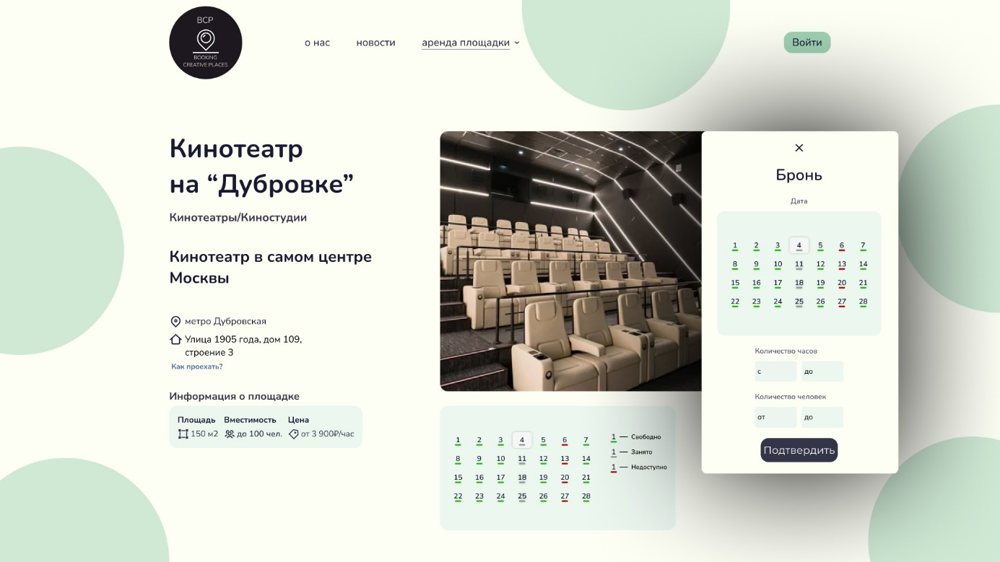 BCP
BOOKING
CREATIVE PLACES
о нас
новости
аренда площадки
Войти
Кинотеатр
на “Дубровке”
Кинотеатры/Киностудии
Кинотеатр в самом центре
Москвы
метро Дубровская
Улица 1905 года, дом 109,
строение 3
Как проехать?
Информация о площадке
Площадь Вместимость Цена
150 м2 до 100 чел. от 3 900₽/час
1 2 3 4 5 6 7
8 9 10 11 12 13 14
15 16 17 18 19 20 21
22 23 24 25 26 27 28
1 — Свободно
1 — Занято
1 — Недоступно
Бронь
Дата
1 2 3 4 5 6 7
8 9 10 11 12 13 14
15 16 17 18 19 20 21
22 23 24 25 26 27 28
Количество часов
с до
Количество человек
от до
Подтвердить